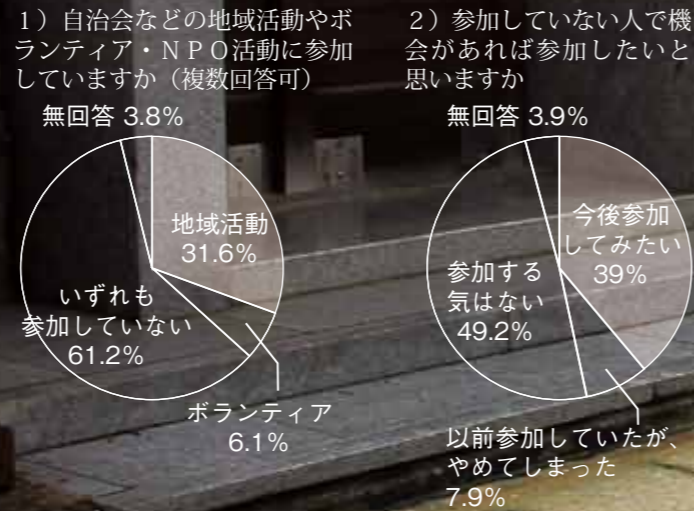 １）自治会などの地域活動やボ
ランティア・ＮＰＯ活動に参加
していますか（複数回答可）
無回答 3.8%
地域活動
31.6%
いずれも
参加していない
61.2%
ボランティア
6.1%
２）参加していない人で機
会があれば参加したいと
思いますか
無回答 3.9%
今後参加
してみたい
39%
参加する
気はない
49.2%
以前参加していたが、
やめてしまった
7.9%